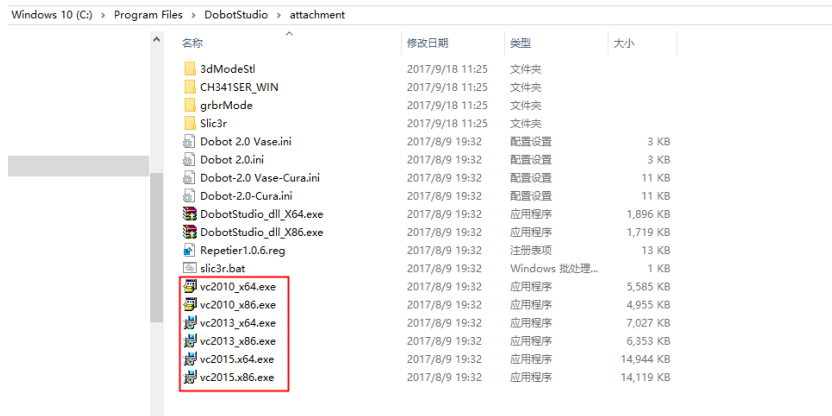 Windows 10 (C:) › Program Files › DobotStudio › attachment
名称 修改日期 类型 大小
3dModeStl 2017/9/18 11:25 文件夹
CH341SER_WIN 2017/9/18 11:25 文件夹
grbrMode 2017/9/18 11:25 文件夹
Slic3r 2017/9/18 11:25 文件夹
Dobot 2.0 Vase.ini 2017/8/9 19:32 配置设置 3 KB
Dobot 2.0.ini 2017/8/9 19:32 配置设置 3 KB
Dobot-2.0 Vase-Cura.ini 2017/8/9 19:32 配置设置 11 KB
Dobot-2.0-Cura.ini 2017/8/9 19:32 配置设置 11 KB
DobotStudio_dll_X64.exe 2017/8/9 19:32 应用程序 1,896 KB
DobotStudio_dll_X86.exe 2017/8/9 19:32 应用程序 1,719 KB
Repetier1.0.6.reg 2017/8/9 19:32 注册表项 13 KB
slic3r.bat 2017/8/9 19:32 Windows 批处理... 1 KB
vc2010_x64.exe 2017/8/9 19:32 应用程序 5,585 KB
vc2010_x86.exe 2017/8/9 19:32 应用程序 4,955 KB
vc2013_x64.exe 2017/8/9 19:32 应用程序 7,027 KB
vc2013_x86.exe 2017/8/9 19:32 应用程序 6,353 KB
vc2015.x64.exe 2017/8/9 19:32 应用程序 14,944 KB
vc2015.x86.exe 2017/8/9 19:32 应用程序 14,119 KB